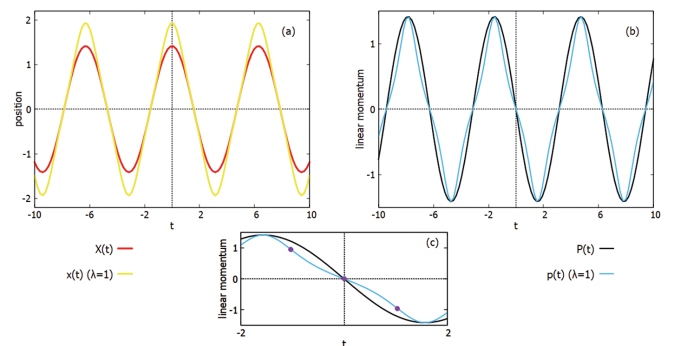 (a)
position
2
1
0
-1
-2
-10 -6 -2 2 6 10
t
(b)
linear momentum
1
0
-1
-10 -6 -2 2 6 10
t
X(t)
x(t) (λ=1)
(c)
linear momentum
1
0
-1
-2 2
t
P(t)
p(t) (λ=1)